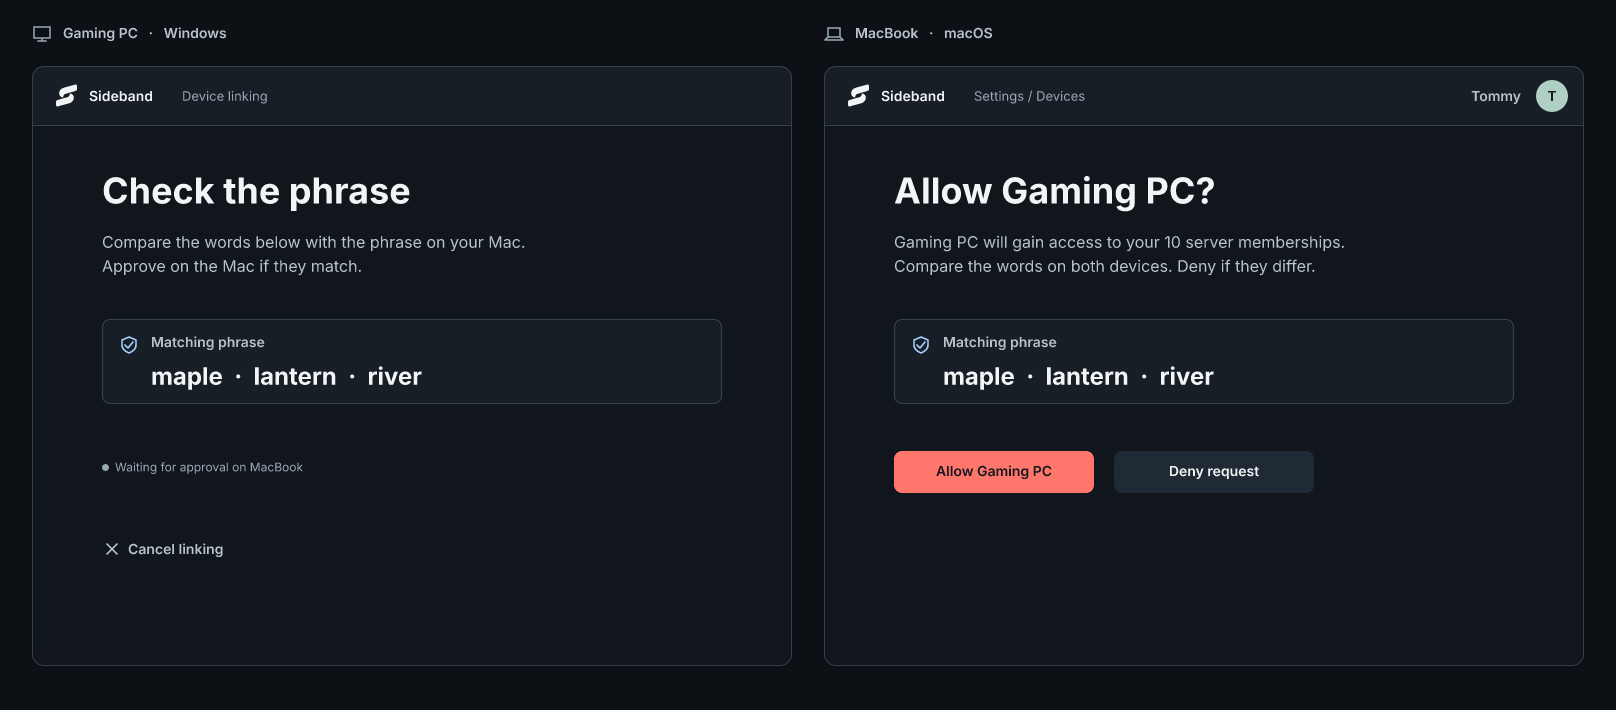 Gaming PC · Windows
Sideband
Device linking
Check the phrase
Compare the words below with the phrase on your Mac.
Approve on the Mac if they match.
Matching phrase
maple · lantern · river
Waiting for approval on MacBook
Cancel linking
MacBook · macOS
Sideband
Settings / Devices
Tommy
T
Allow Gaming PC?
Gaming PC will gain access to your 10 server memberships.
Compare the words on both devices. Deny if they differ.
Matching phrase
maple · lantern · river
Allow Gaming PC
Deny request